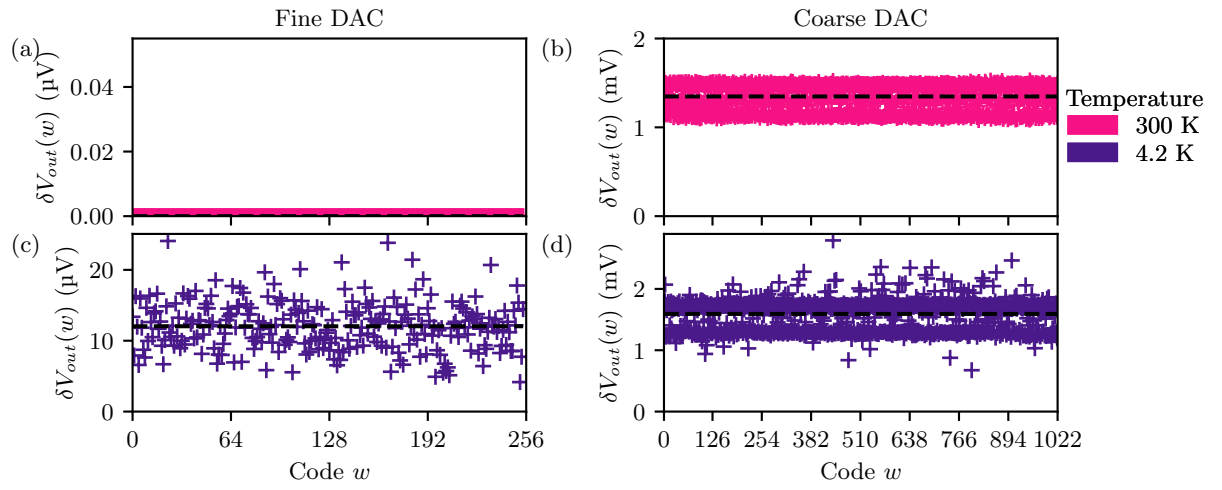 Fine DAC
Coarse DAC
(a)
δV_out(w) (µV)
0.04
0.02
0.00
(b)
δV_out(w) (mV)
2
1
0
Temperature
300 K
4.2 K
(c)
δV_out(w) (µV)
20
10
0
0 64 128 192 256
Code w
(d)
δV_out(w) (mV)
2
1
0
0 126 254 382 510 638 766 894 1022
Code w